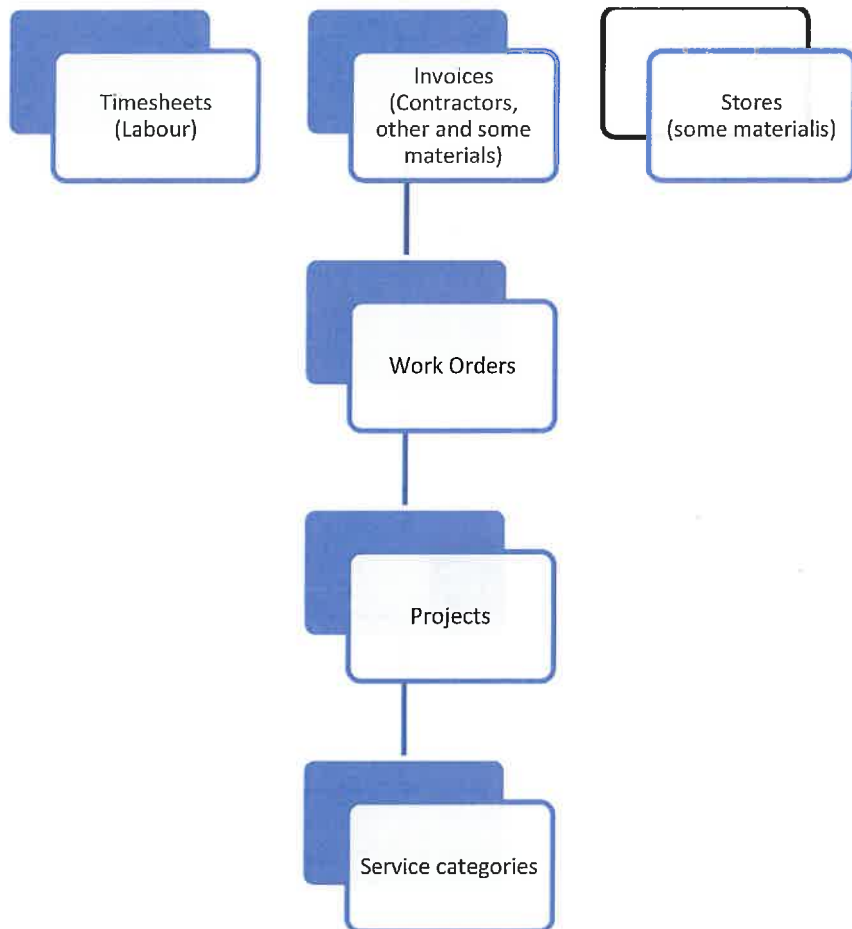 Timesheets
(Labour)
Invoices
(Contractors,
other and some
materials)
Stores
(some materialis)
Work Orders
Projects
Service categories